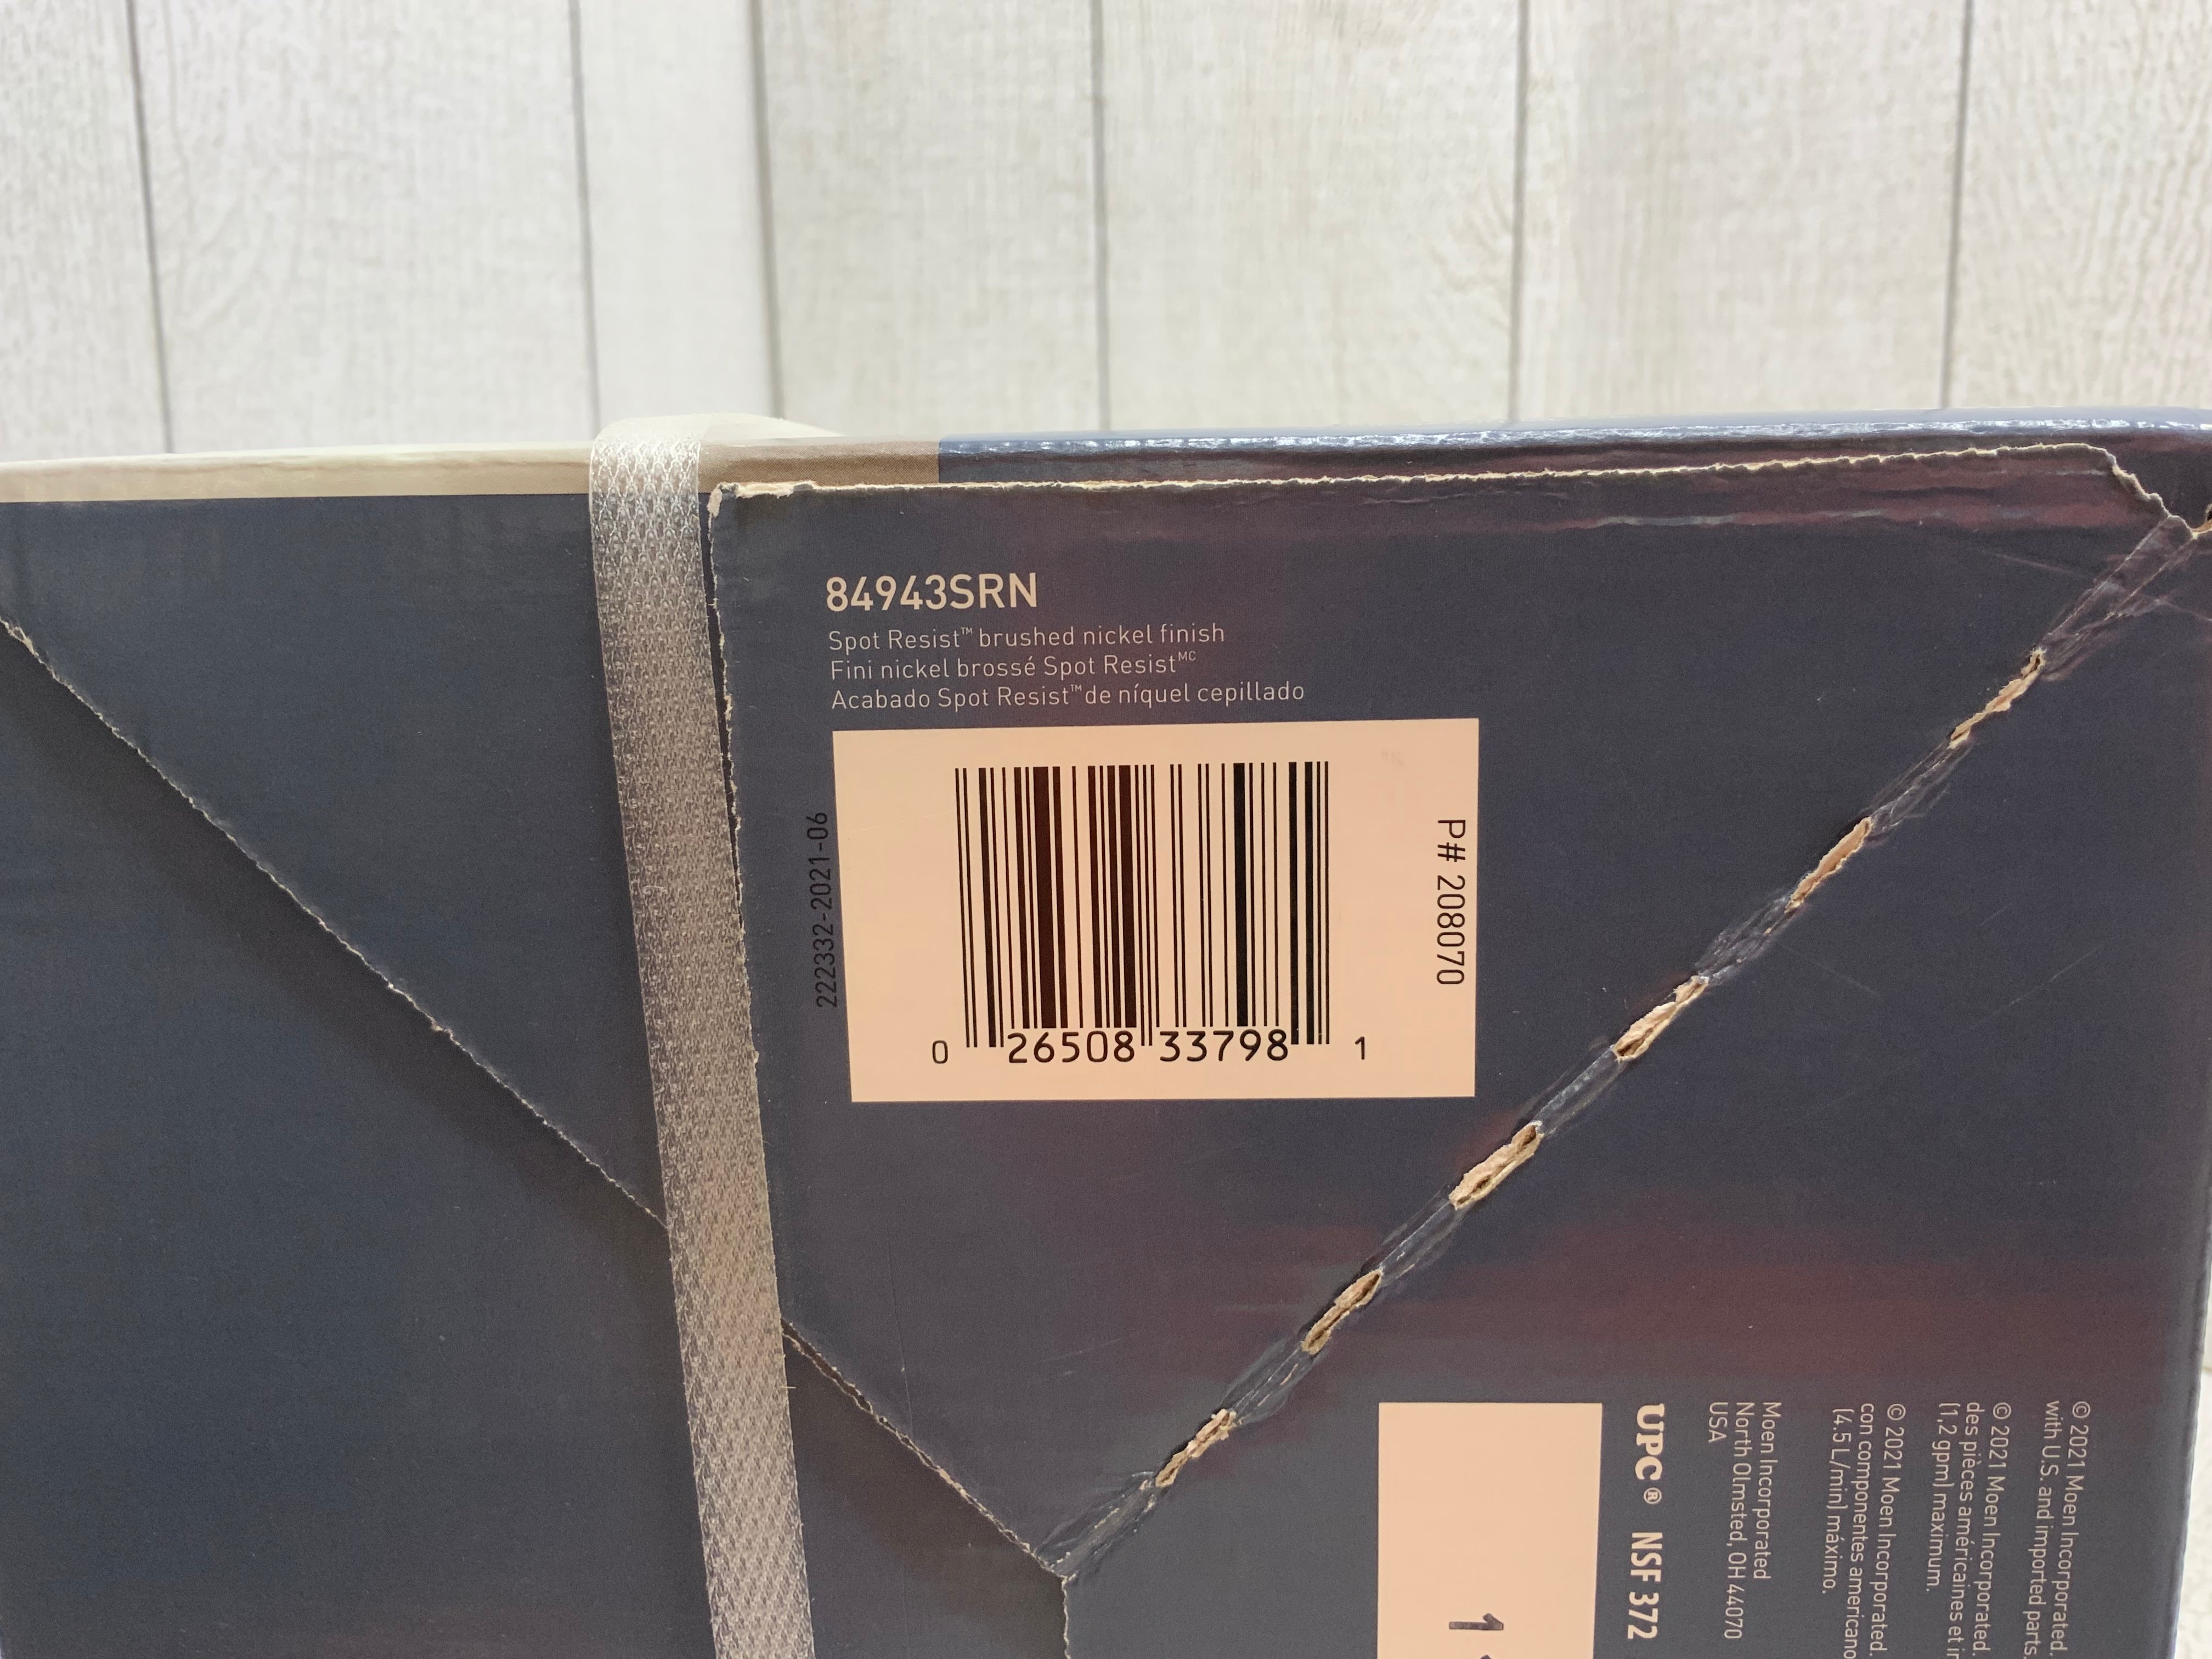 84943SRN
Spot Resist™ brushed nickel finish
Fini nickel brossé Spot Resist MC
Acabado Spot Resist™ de níquel cepillado
222332-2021-06
P# 208070
0 26508 33798 1
© 2021 Moen Incorporated.
with U.S. and imported parts.
© 2021 Moen Incorporated.
des pièces américaines et
(1,2 gpm) maximum.
© 2021 Moen Incorporated.
con componentes
(4.5 L/min) máximo.
Moen Incorporated
North Olmsted, OH 44070
USA
UPC® NSF 372
1